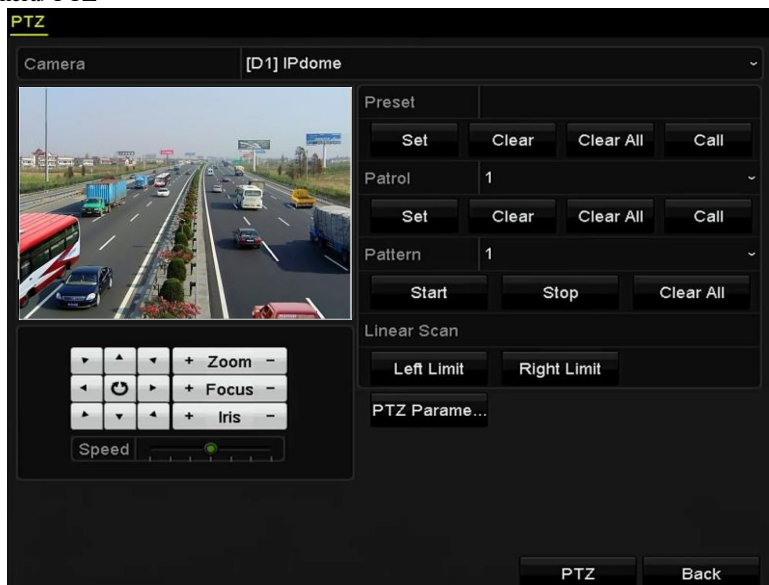 PTZ
Camera [D1] IPdome
Preset
Set Clear Clear All Call
Patrol 1
Set Clear Clear All Call
Pattern 1
Start Stop Clear All
Linear Scan
Left Limit Right Limit
PTZ Parame...
+ Zoom -
+ Focus -
+ Iris -
Speed
PTZ Back